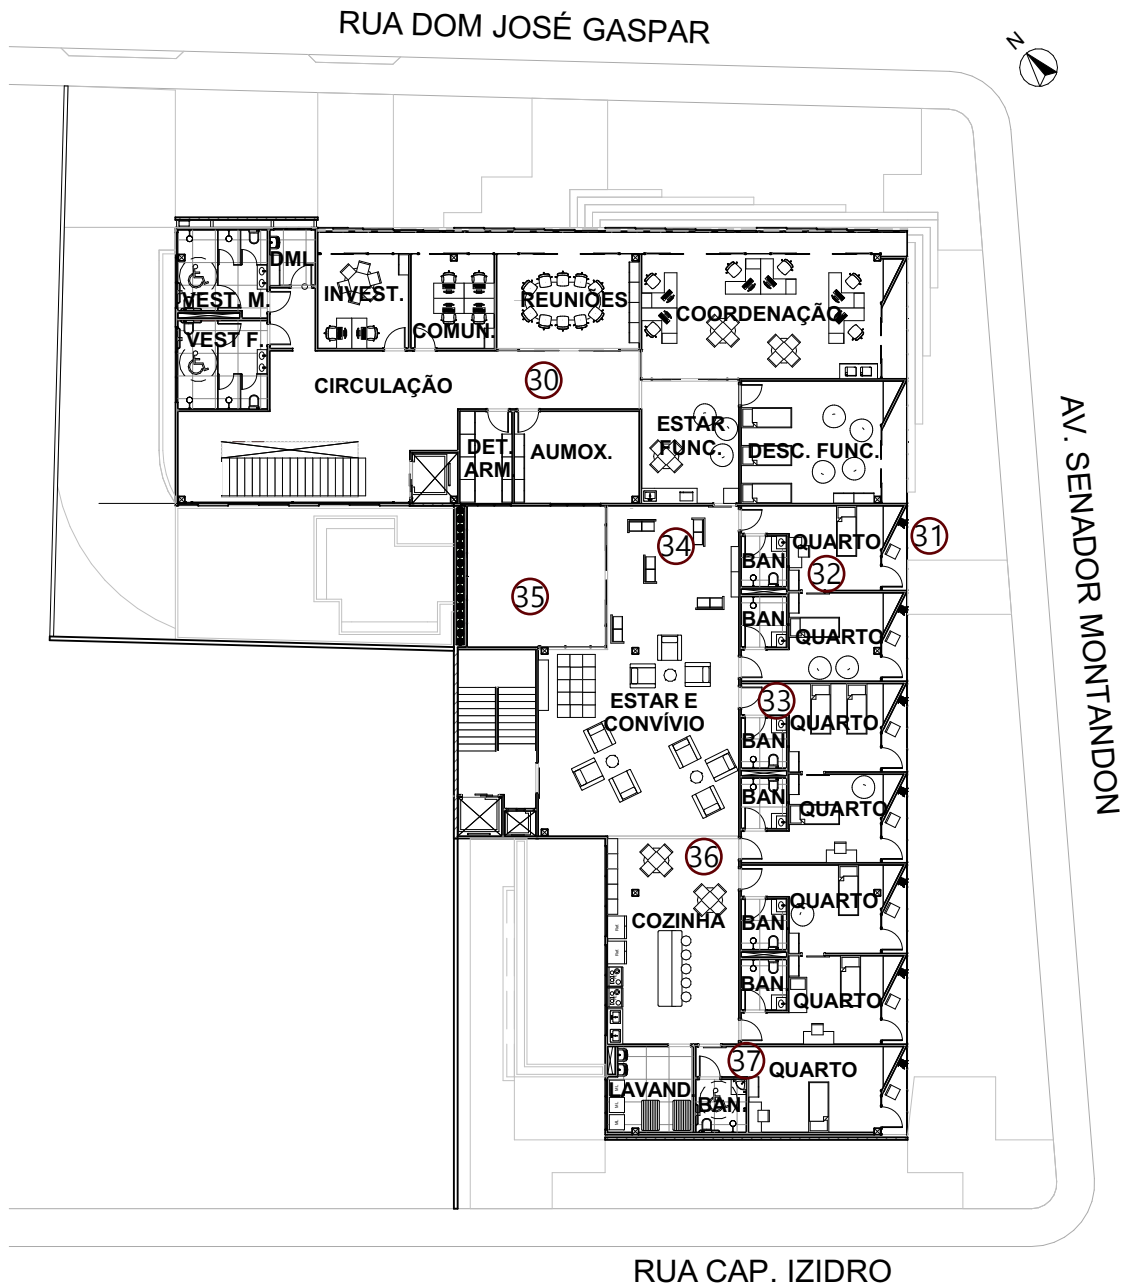 RUA DOM JOSÉ GASPAR
N
DML
VEST. M.
INVEST.
REUNIÕES
COORDENAÇÃO
COMUN.
VEST F.
CIRCULAÇÃO
30
ESTAR
FUNC.
DESC. FUNC.
DET.
ARM.
AUMOX.
AV. SENADOR MONTANDON
31
34
QUARTO
BAN.
32
35
BAN.
QUARTO
33
ESTAR E
CONVÍVIO
QUARTO
BAN
BAN
QUARTO
36
QUARTO
COZINHA
BAN
BAN
QUARTO
37
QUARTO
LAVAND.
BAN.
RUA CAP. IZIDRO